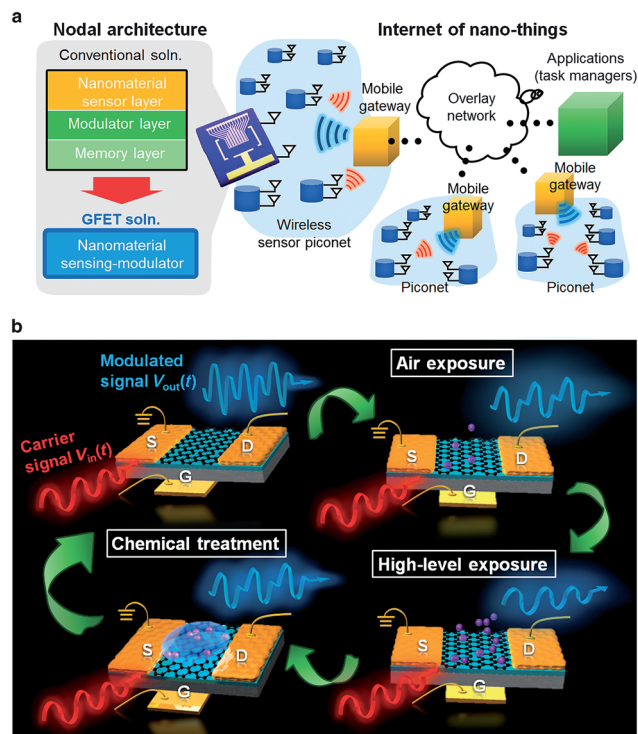 a
Nodal architecture
Internet of nano-things
Conventional soln.
Nanomaterial
sensor layer
Modulator layer
Memory layer
GFET soln.
Nanomaterial
sensing-modulator
Mobile
gateway
Wireless
sensor piconet
Overlay
network
Applications
(task managers)
Mobile
gateway
Piconet
Mobile
gateway
Piconet
b
Modulated
signal Vout(t)
Carrier
signal Vin(t)
S
D
G
Air exposure
S
D
G
Chemical treatment
S
D
G
High-level exposure
S
D
G